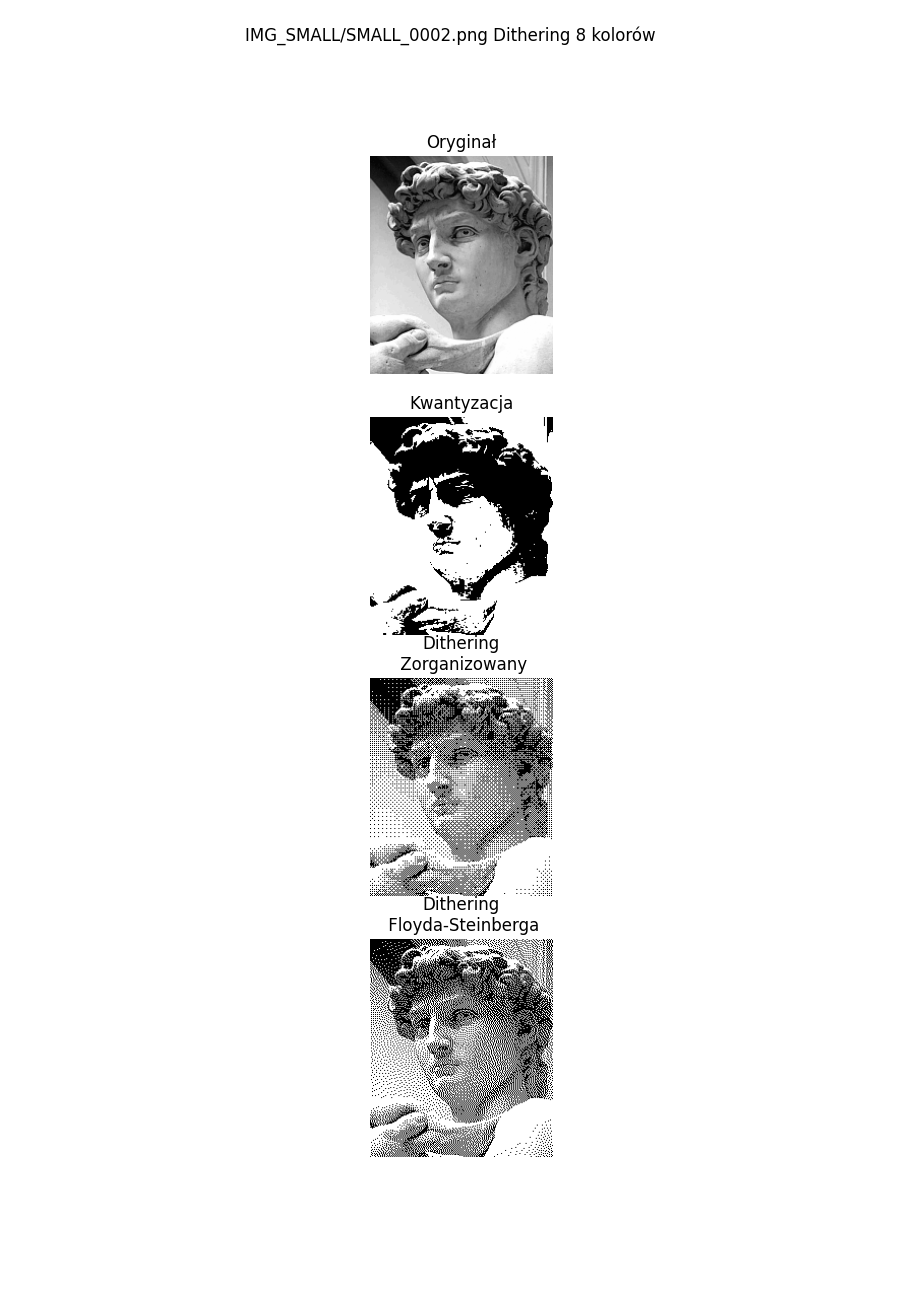 IMG_SMALL/SMALL_0002.png Dithering 8 kolorów
Oryginał
Kwantyzacja
Dithering
Zorganizowany
Dithering
Floyda-Steinberga